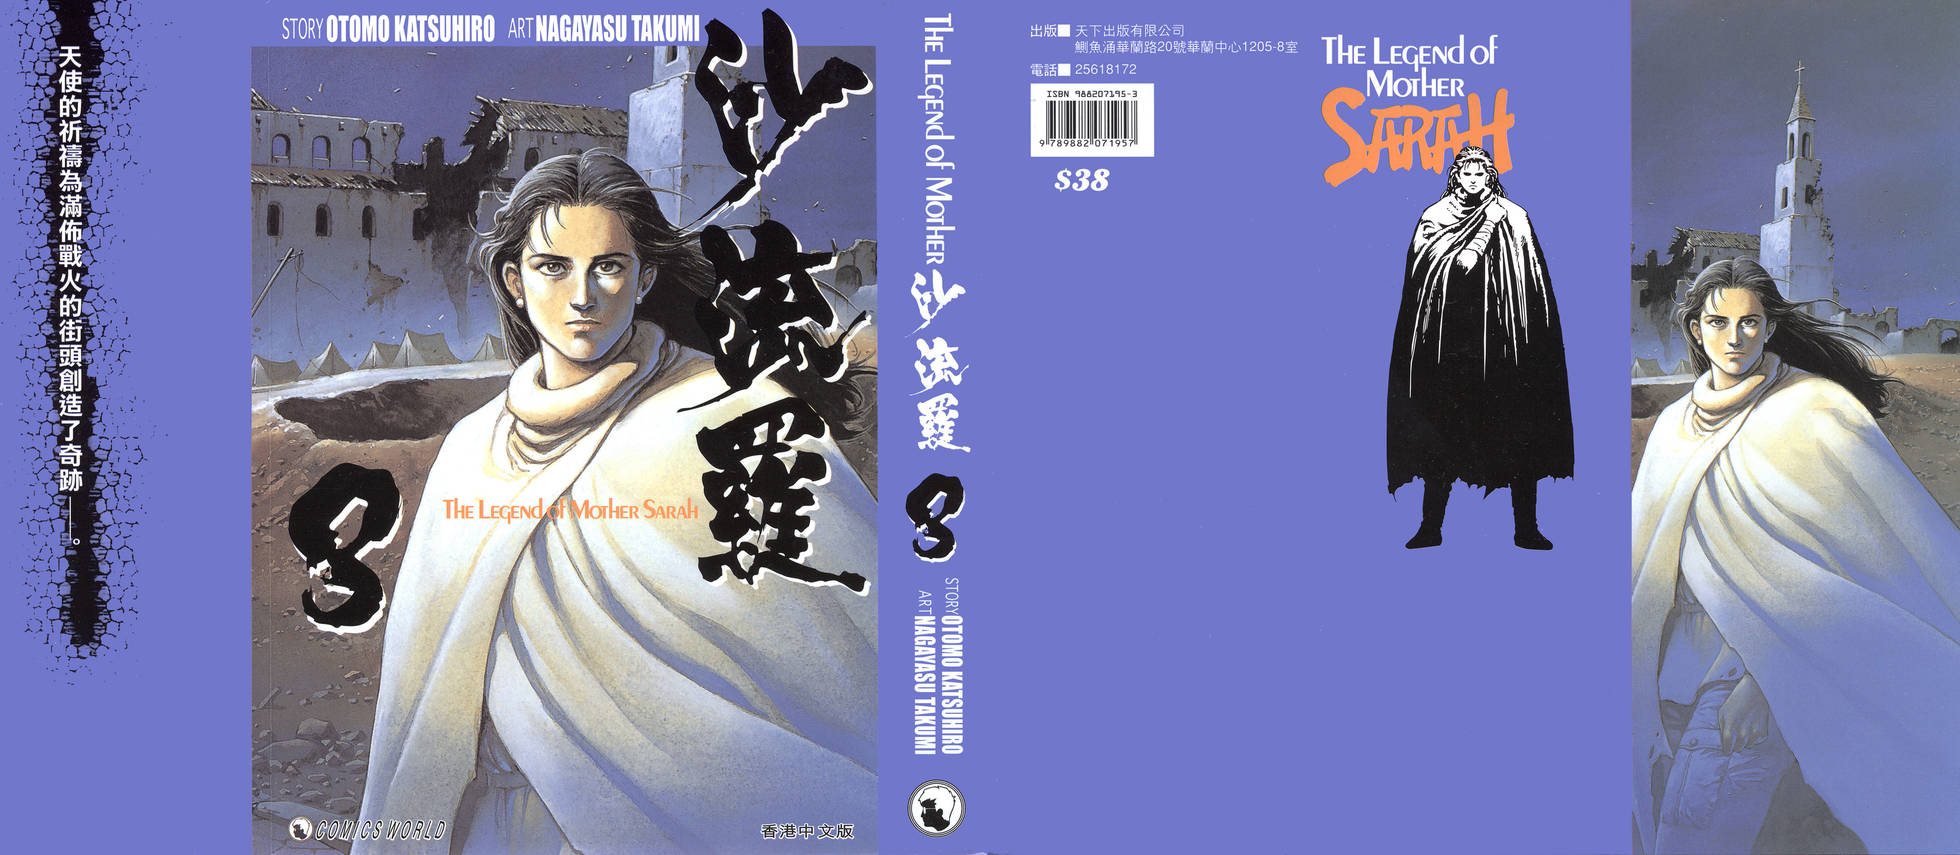 天使的祈禱為滿佈戰火的街頭創造了奇跡——。
STORY OTOMO KATSUHIRO ART NAGAYASU TAKUMI
沙流羅
3
The Legend of Mother Sarah
COMICS WORLD
香港中文版
The Legend of Mother
沙流羅
3
STORY OTOMO KATSUHIRO
ART NAGAYASU TAKUMI
出版■天下出版有限公司
鰂魚涌華蘭路20號華蘭中心1205-8室
電話■25618172
ISBN 988207195-3
9 789882 071957
$38
The Legend of
Mother
SARAH